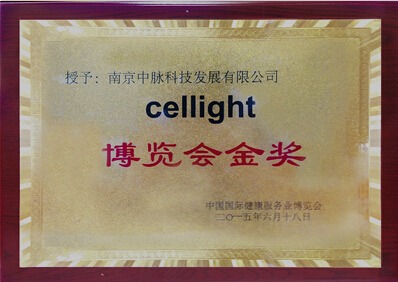 授予：南京中脉科技发展有限公司
cellight
博览会金奖
中国国际健康服务业博览会
二〇一五年六月十八日